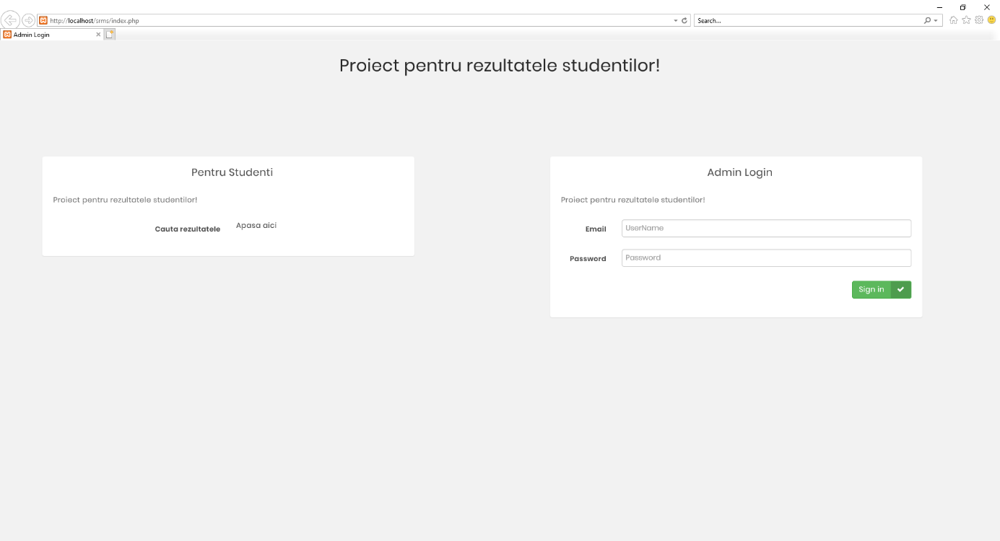 http://localhost/srms/index.php
Search...
Admin Login
Proiect pentru rezultatele studentilor!
Pentru Studenti
Proiect pentru rezultatele studentilor!
Cauta rezultatele Apasa aici
Admin Login
Proiect pentru rezultatele studentilor!
Email UserName
Password Password
Sign in